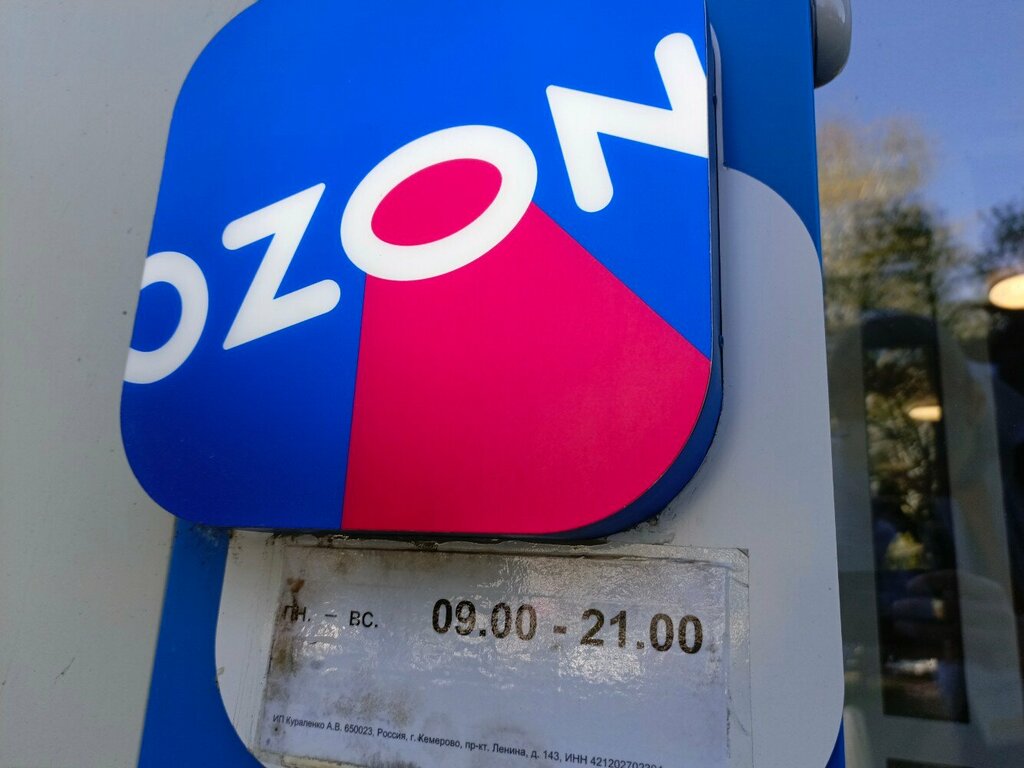 OZON
ПН. – ВС. 09.00 - 21.00
ИП Кураленко А.В. 650023, Россия, г. Кемерово, пр-кт. Ленина, д. 143, ИНН